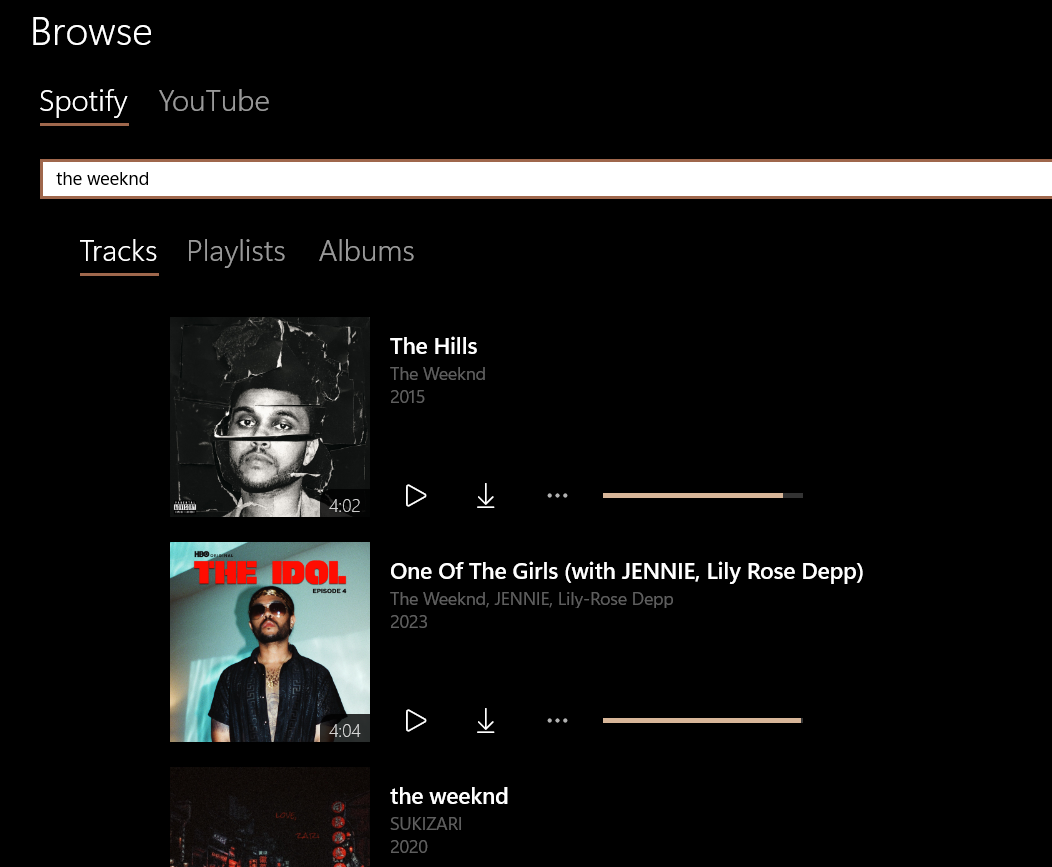 Browse
Spotify YouTube
the weeknd
Tracks Playlists Albums
The Hills
The Weeknd
2015
4:02
HBO ORIGINAL
THE IDOL
EPISODE 4
One Of The Girls (with JENNIE, Lily Rose Depp)
The Weeknd, JENNIE, Lily-Rose Depp
2023
4:04
the weeknd
SUKIZARI
2020